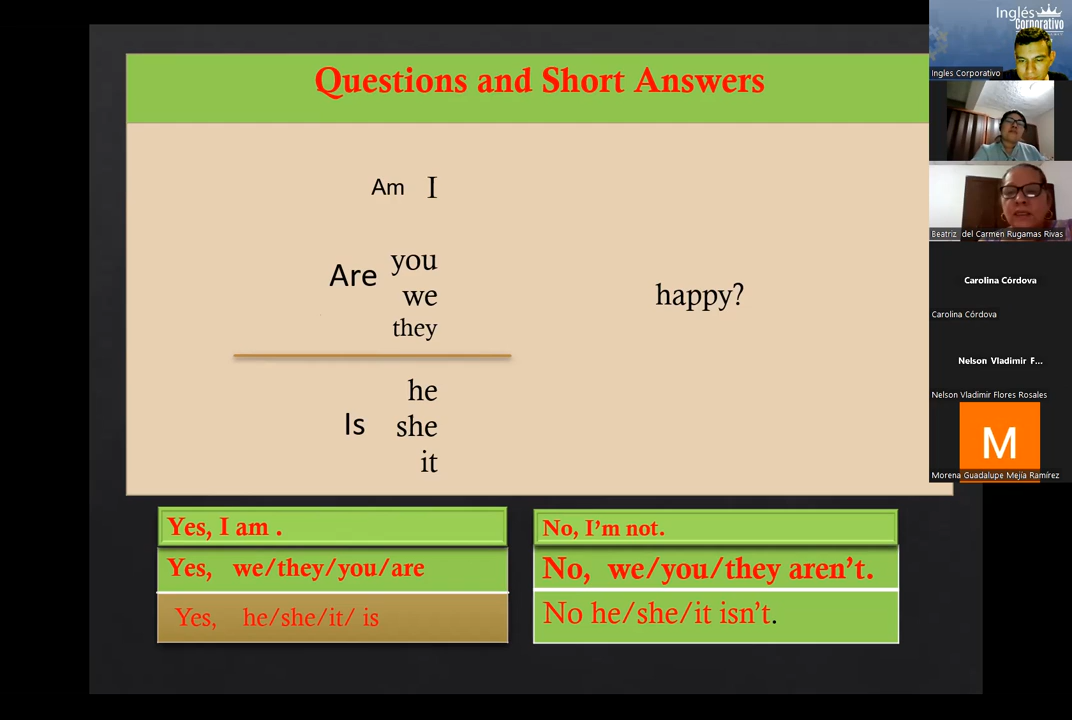 Questions and Short Answers
Am I
Are you
we
they
happy?
he
Is she
it
Yes, I am .
Yes, we/they/you/are
Yes, he/she/it/ is
No, I'm not.
No, we/you/they aren't.
No he/she/it isn't.
Inglés
Corporativo
Ingles Corporativo
Beatriz del Carmen Rugamas Rivas
Carolina Córdova
Carolina Córdova
Nelson Vladimir F...
Nelson Vladimir Flores Rosales
M
Morena Guadalupe Mejía Ramírez